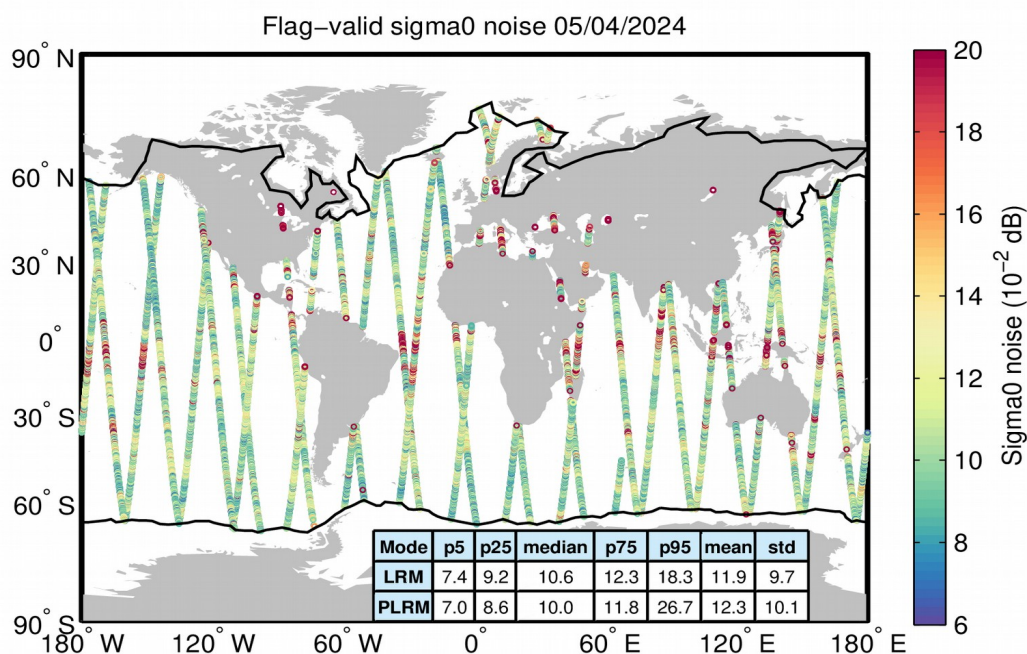 Flag−valid sigma0 noise 05/04/2024
90° N
60° N
30° N
0°
30° S
60° S
90° S
180° W
120° W
60° W
0°
60° E
120° E
180° E
20
18
16
14
12
10
8
6
Sigma0 noise (10⁻² dB)
Mode p5 p25 median p75 p95 mean std
LRM 7.4 9.2 10.6 12.3 18.3 11.9 9.7
PLRM 7.0 8.6 10.0 11.8 26.7 12.3 10.1